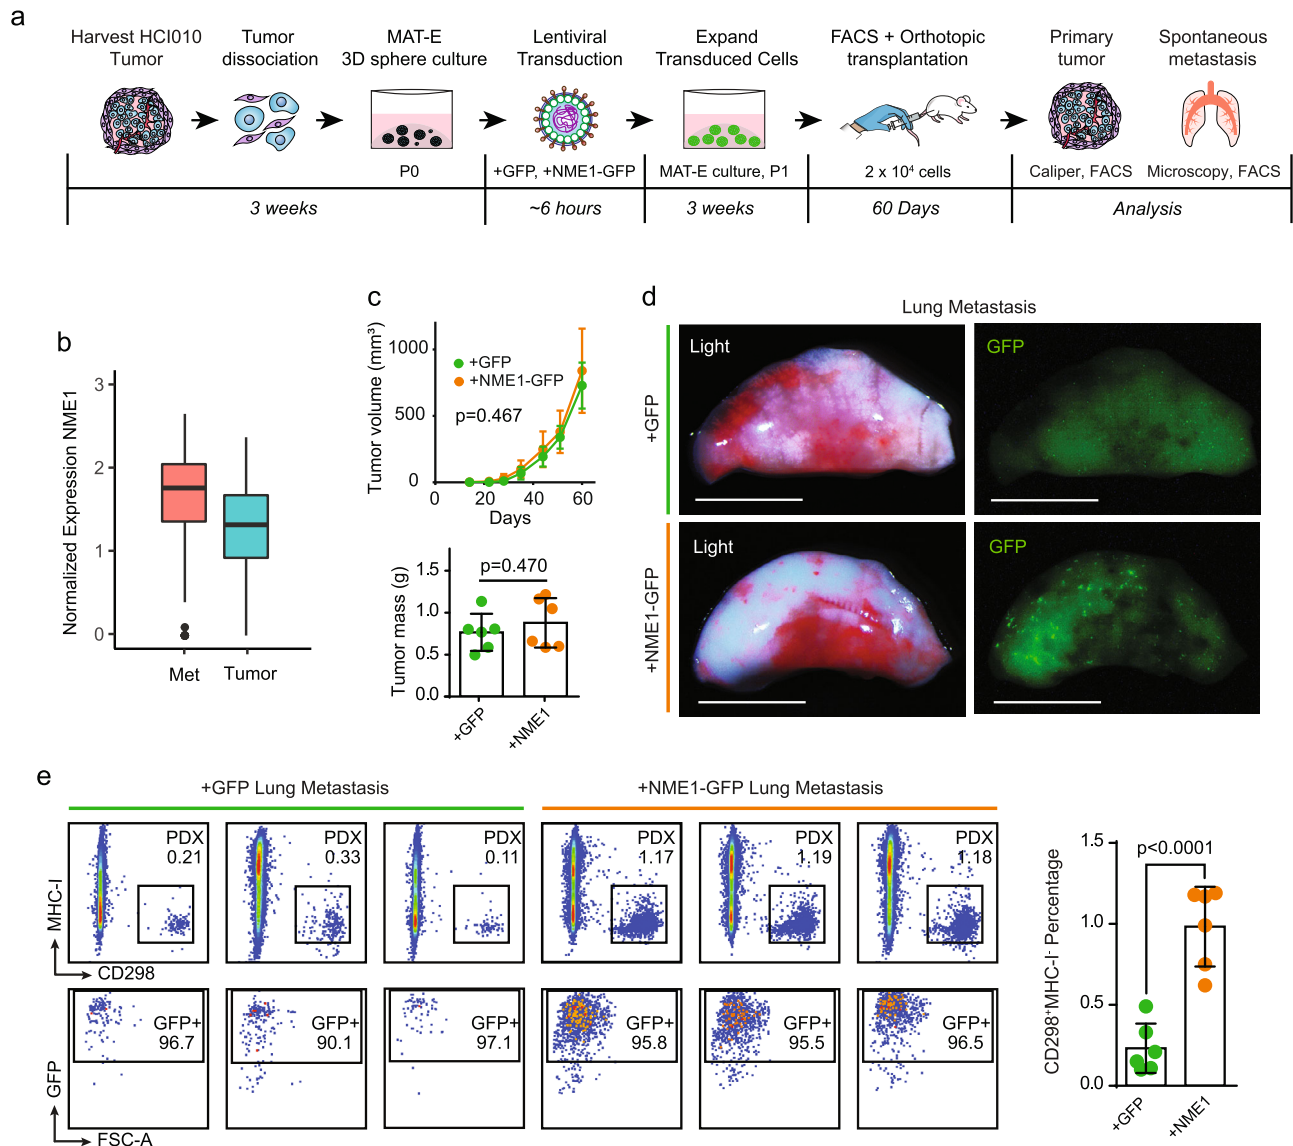 a
Harvest HCI010
Tumor
Tumor
dissociation
MAT-E
3D sphere culture
Lentiviral
Transduction
Expand
Transduced Cells
FACS + Orthotopic
transplantation
Primary
tumor
Spontaneous
metastasis
P0
+GFP, +NME1-GFP
MAT-E culture, P1
2 x 10⁴ cells
Caliper, FACS
Microscopy, FACS
3 weeks
~6 hours
3 weeks
60 Days
Analysis
b
Normalized Expression NME1
3
2
1
0
Met
Tumor
c
Tumor volume (mm³)
1000
500
0
+GFP
+NME1-GFP
p=0.467
0
20
40
60
Days
Tumor mass (g)
1.5
1.0
0.5
0.0
p=0.470
+GFP
+NME1
d
Lung Metastasis
+GFP
Light
GFP
+NME1-GFP
Light
GFP
e
+GFP Lung Metastasis
+NME1-GFP Lung Metastasis
PDX
0.21
PDX
0.33
PDX
0.11
PDX
1.17
PDX
1.19
PDX
1.18
MHC-I
CD298
GFP+
96.7
GFP+
90.1
GFP+
97.1
GFP+
95.8
GFP+
95.5
GFP+
96.5
GFP
FSC-A
CD298⁺MHC-I⁻ Percentage
1.5
1.0
0.5
0.0
p<0.0001
+GFP
+NME1